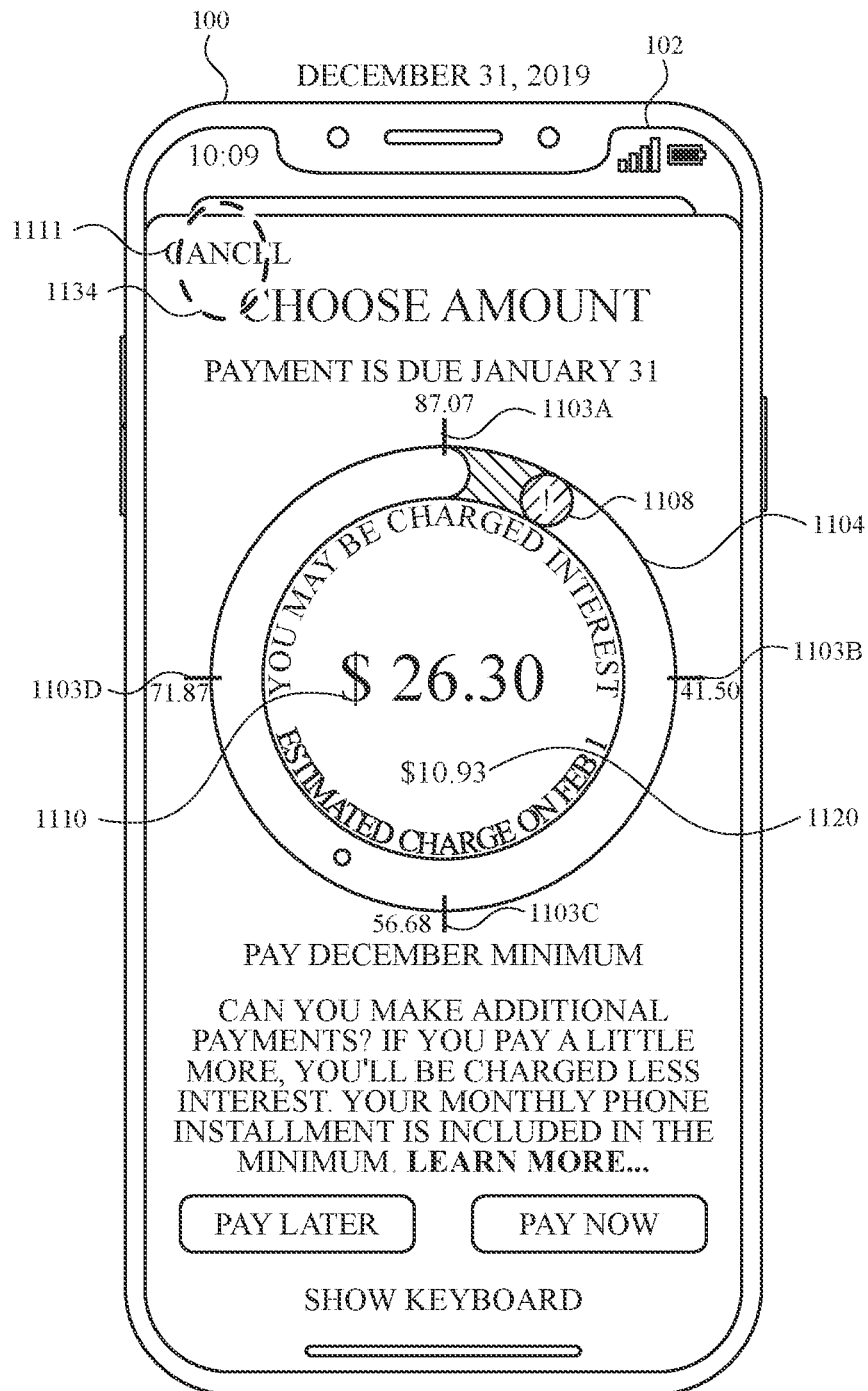 100
102
DECEMBER 31, 2019
10:09
1111
CANCEL
1134
CHOOSE AMOUNT
PAYMENT IS DUE JANUARY 31
87.07
1103A
1108
1104
YOU MAY BE CHARGED INTEREST
1103B
$ 26.30
1103D
71.87
41.50
$10.93
ESTIMATED CHARGE ON FEB 1
1110
1120
56.68
1103C
PAY DECEMBER MINIMUM
CAN YOU MAKE ADDITIONAL
PAYMENTS? IF YOU PAY A LITTLE
MORE, YOU'LL BE CHARGED LESS
INTEREST. YOUR MONTHLY PHONE
INSTALLMENT IS INCLUDED IN THE
MINIMUM. LEARN MORE...
PAY LATER
PAY NOW
SHOW KEYBOARD